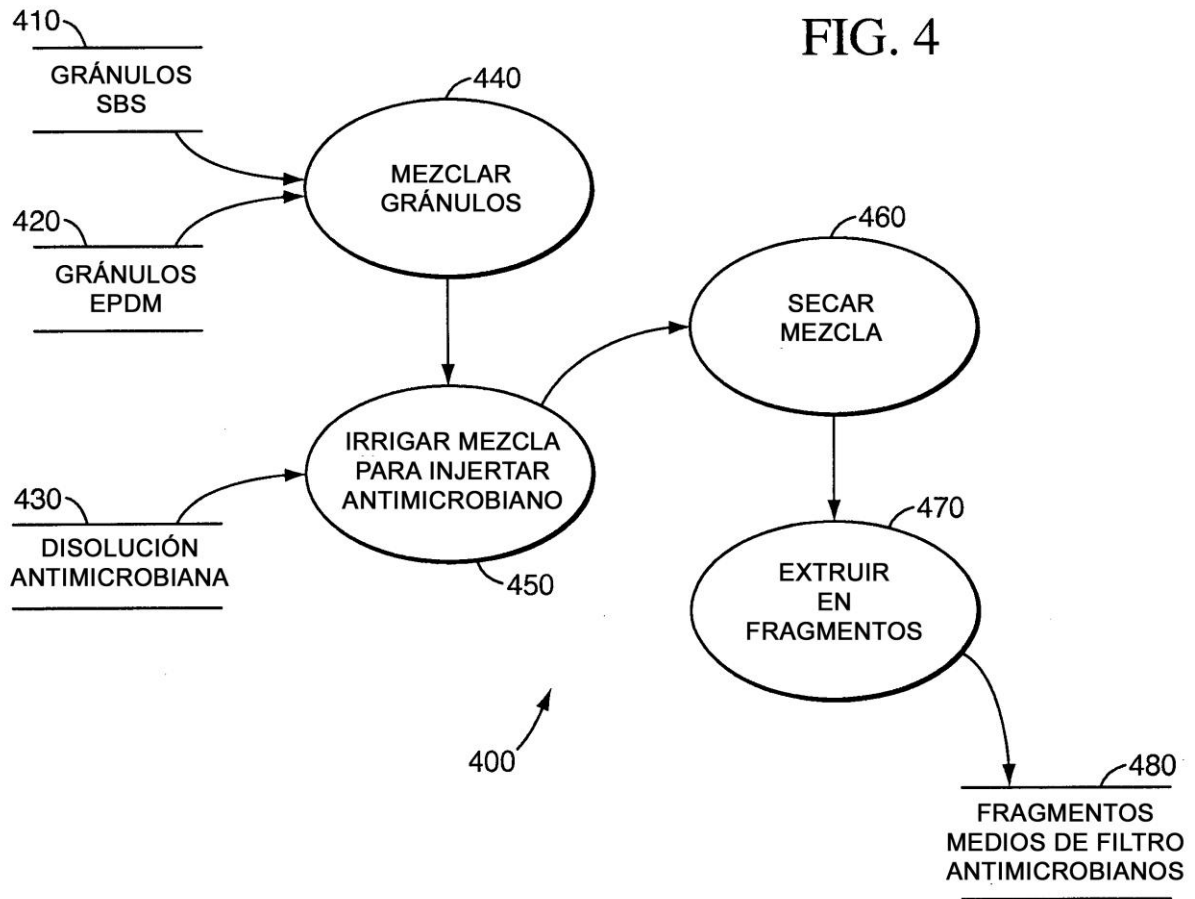 FIG. 4
410
GRÁNULOS
SBS
440
MEZCLAR
GRÁNULOS
420
GRÁNULOS
EPDM
460
SECAR
MEZCLA
IRRIGAR MEZCLA
PARA INJERTAR
ANTIMICROBIANO
430
DISOLUCIÓN
ANTIMICROBIANA
450
470
EXTRUIR
EN
FRAGMENTOS
400
480
FRAGMENTOS
MEDIOS DE FILTRO
ANTIMICROBIANOS